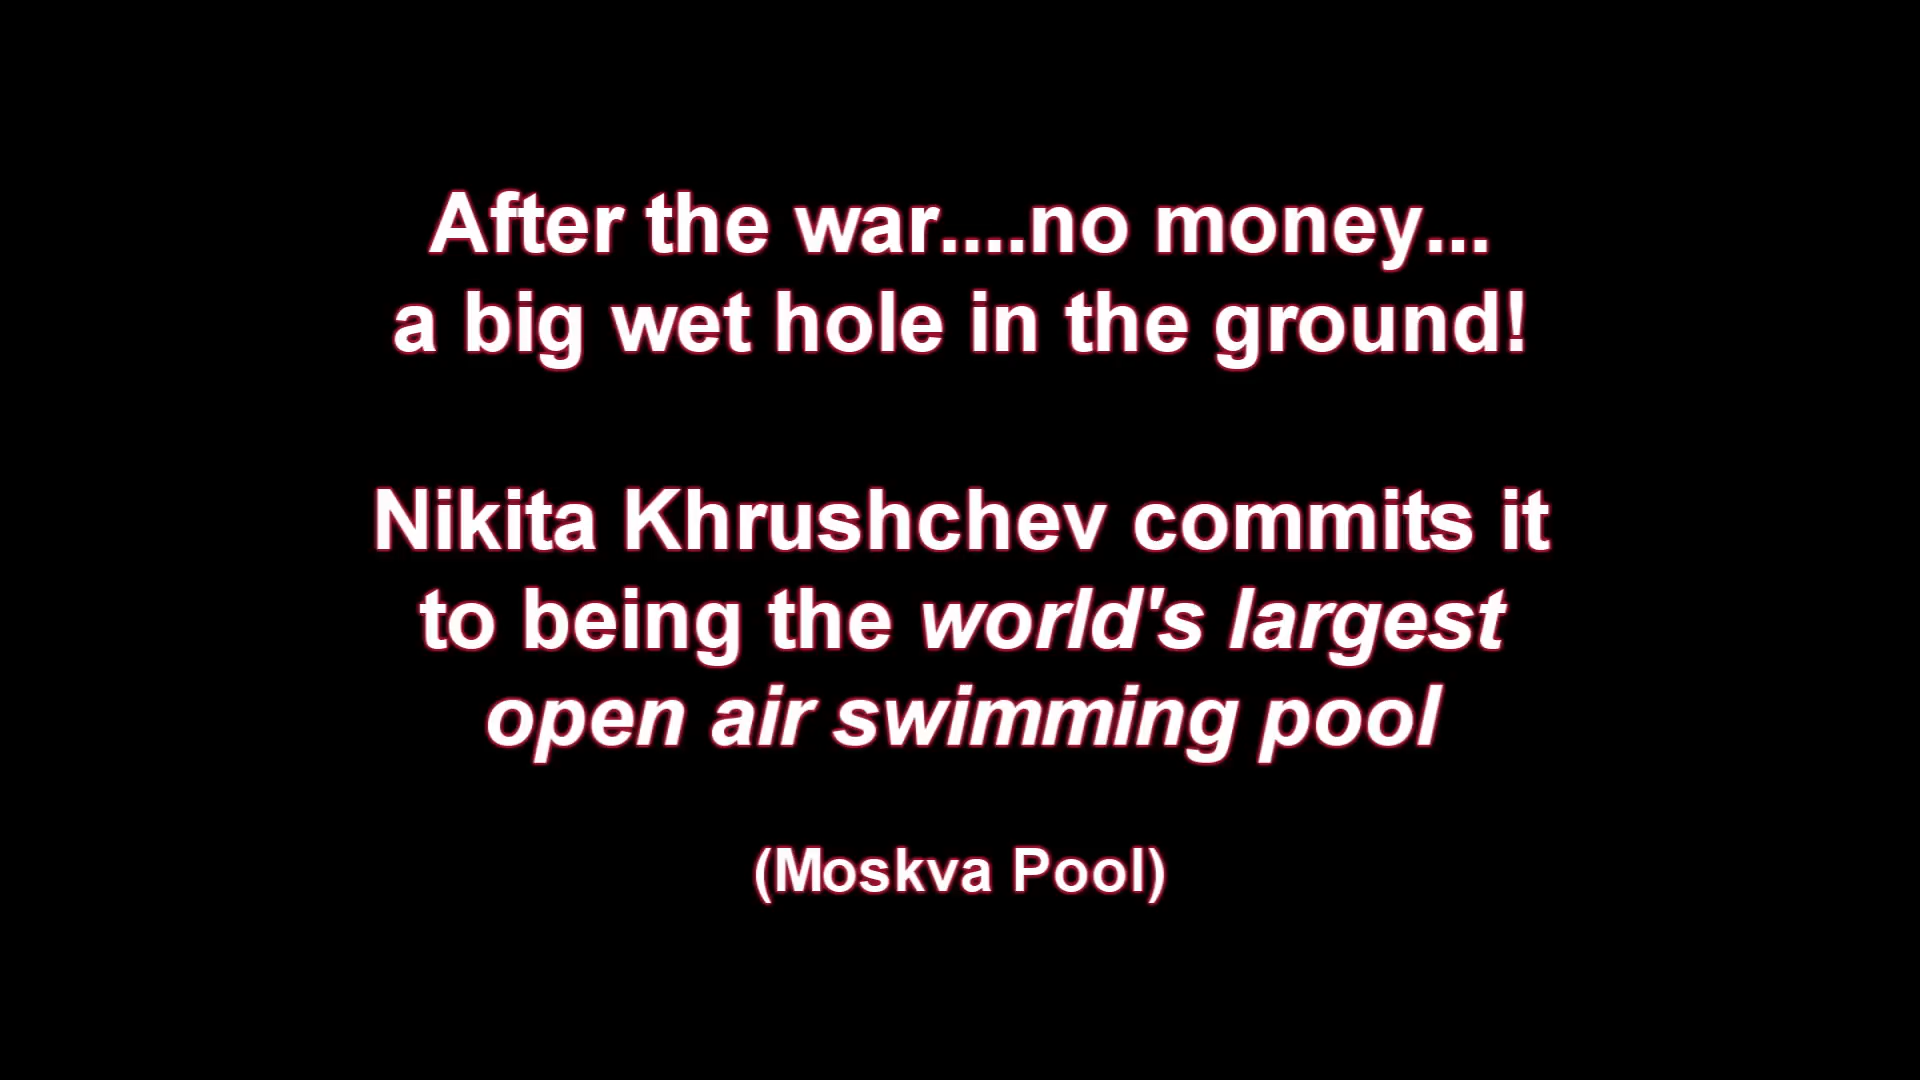 After the war....no money...
a big wet hole in the ground!
Nikita Khrushchev commits it
to being the world's largest
open air swimming pool
(Moskva Pool)